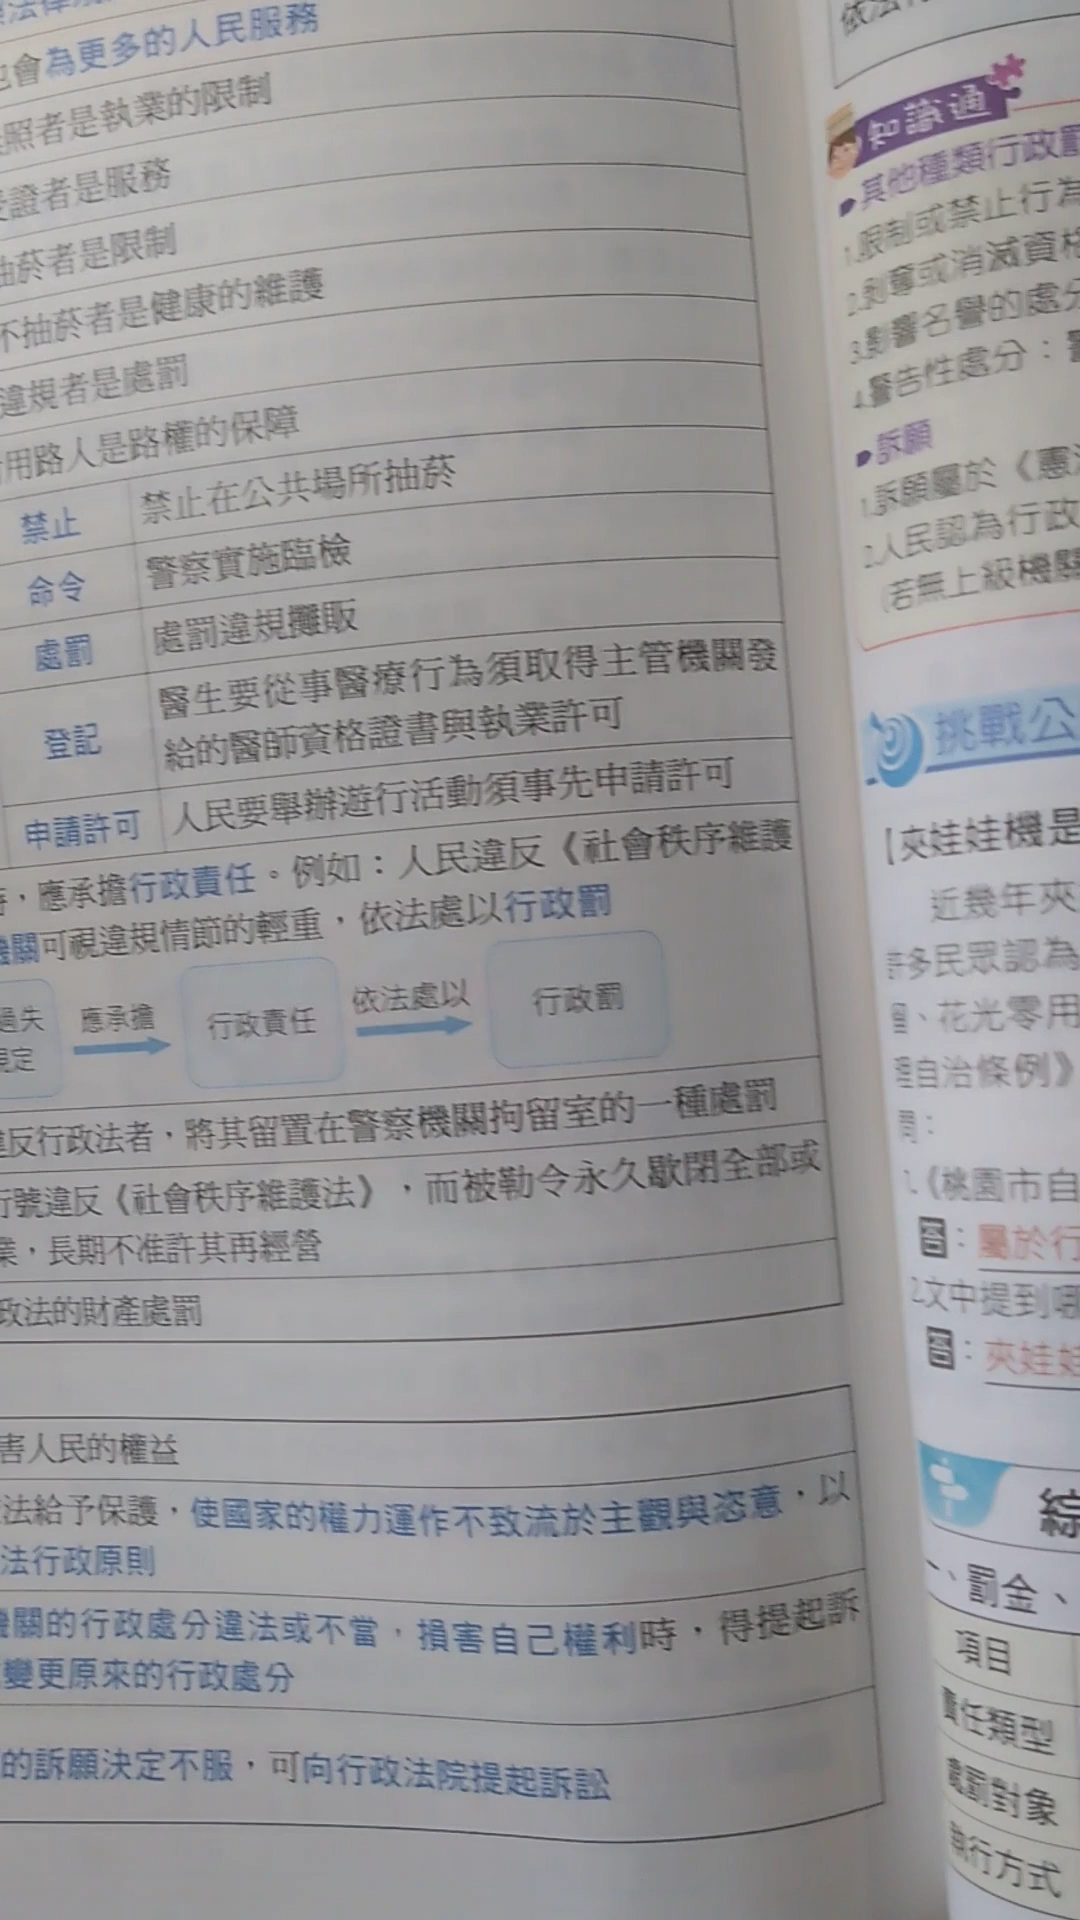 也會為更多的人民服務
照者是執業的限制
證者是服務
抽菸者是限制
不抽菸者是健康的維護
違規者是處罰
用路人是路權的保障
禁止 禁止在公共場所抽菸
命令 警察實施臨檢
處罰 處罰違規攤販
登記 醫生要從事醫療行為須取得主管機關發
給的醫師資格證書與執業許可
申請許可 人民要舉辦遊行活動須事先申請許可
，應承擔行政責任。例如：人民違反《社會秩序維護
機關可視違規情節的輕重，依法處以行政罰
過失
規定
應承擔
行政責任
依法處以
行政罰
違反行政法者，將其留置在警察機關拘留室的一種處罰
行號違反《社會秩序維護法》，而被勒令永久歇閉全部或
業，長期不准許其再經營
政法的財產處罰
害人民的權益
法給予保護，使國家的權力運作不致流於主觀與恣意，以
法行政原則
機關的行政處分違法或不當，損害自己權利時，得提起訴
變更原來的行政處分
的訴願決定不服，可向行政法院提起訴訟
依法
知識通
其他種類行政罰
1.限制或禁止行為
2.剝奪或消滅資格
3.影響名譽的處分
4.警告性處分：警
訴願
1.訴願屬於《憲法
2.人民認為行政
（若無上級機關
挑戰公
【夾娃娃機是
近幾年夾
許多民眾認為
、花光零用
自治條例》
問：
1.《桃園市自
答：屬於行
2.文中提到哪
答：夾娃娃
綜
一、罰金、
項目
責任類型
處罰對象
執行方式